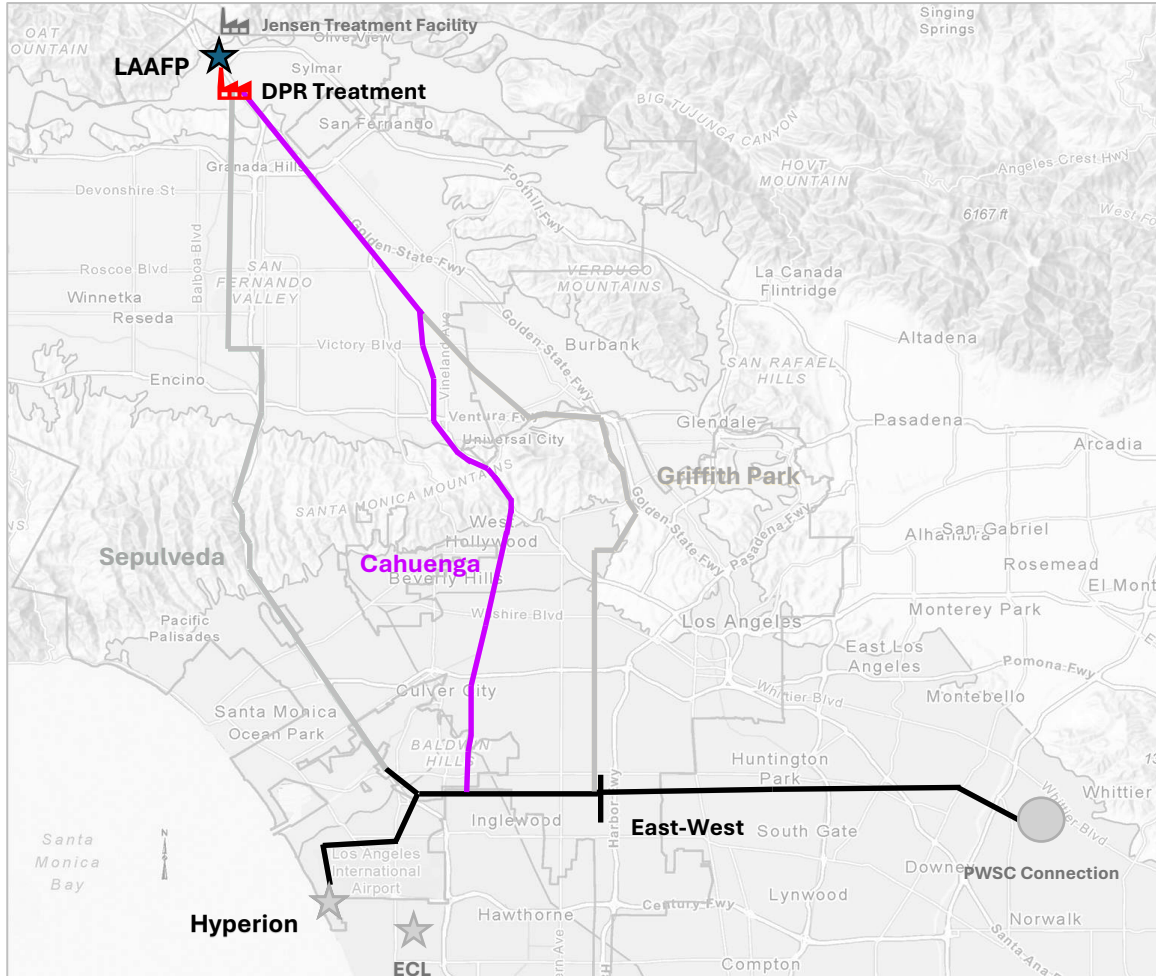 Jensen Treatment Facility
Singing
Springs
OAT
OUNTAIN
Olive View
LAAFP
Sylmar
DPR Treatment
BIG TUJUNGA CANYON
San Fernando
Angeles Crest Hwy
Granada Hills
HOYT
MOUNTAIN
Devonshire St
Foothill-Fwy
6167 ft
Balboa-Blvd
Golden-State-Fwy
Roscoe Blvd
SAN
FERNANDO
VALLEY
VERDUGO
MOUNTAINS
La Canada
Flintridge
Winnetka
Reseda
Golden-State-Fwy
Victory Blvd
Vineland Ave
Burbank
Altadena
SAN RAFAEL
HILLS
Encino
Ventura Fwy
Glendale
Pasadena
Universal City
Arcadia
SANTA MONICA MOUNTAINS
Griffith Park
Golden-State-Fwy
Pasadena-Fwy
West
Hollywood
San Gabriel
Alhambra
Sepulveda
Cahuenga
Beverly Hills
Rosemead
El Mont
Monterey Park
Pacific
Palisades
Wilshire Blvd
Los Angeles
East Los
Angeles
Pomona-Fwy
Culver City
Whittier Blvd
Montebello
Santa Monica
Ocean Park
BALDWIN
HILLS
Huntington
Park
Whittier
Whittier-Blvd
Harbor-Fwy
Inglewood
East-West
South Gate
Santa
Monica
Bay
N
Los Angeles
International
Airport
Downey
PWSC Connection
Lynwood
Hyperion
Hawthorne
Century-Fwy
Norwalk
Santa-Ana-
ECL
Compton